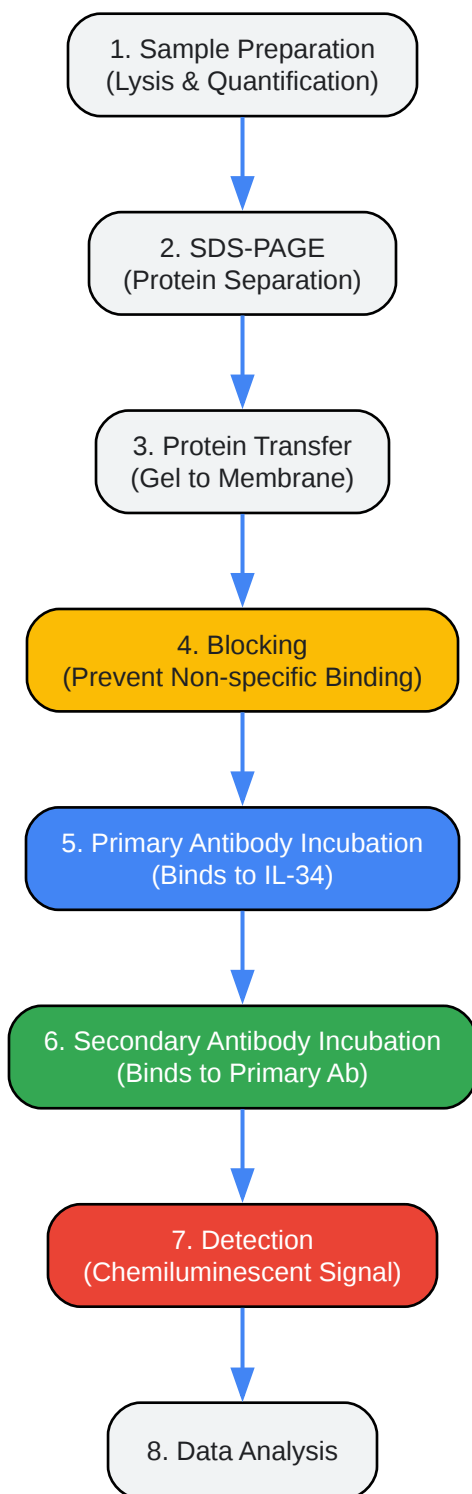 1. Sample Preparation
(Lysis & Quantification)
2. SDS-PAGE
(Protein Separation)
3. Protein Transfer
(Gel to Membrane)
4. Blocking
(Prevent Non-specific Binding)
5. Primary Antibody Incubation
(Binds to IL-34)
6. Secondary Antibody Incubation
(Binds to Primary Ab)
7. Detection
(Chemiluminescent Signal)
8. Data Analysis